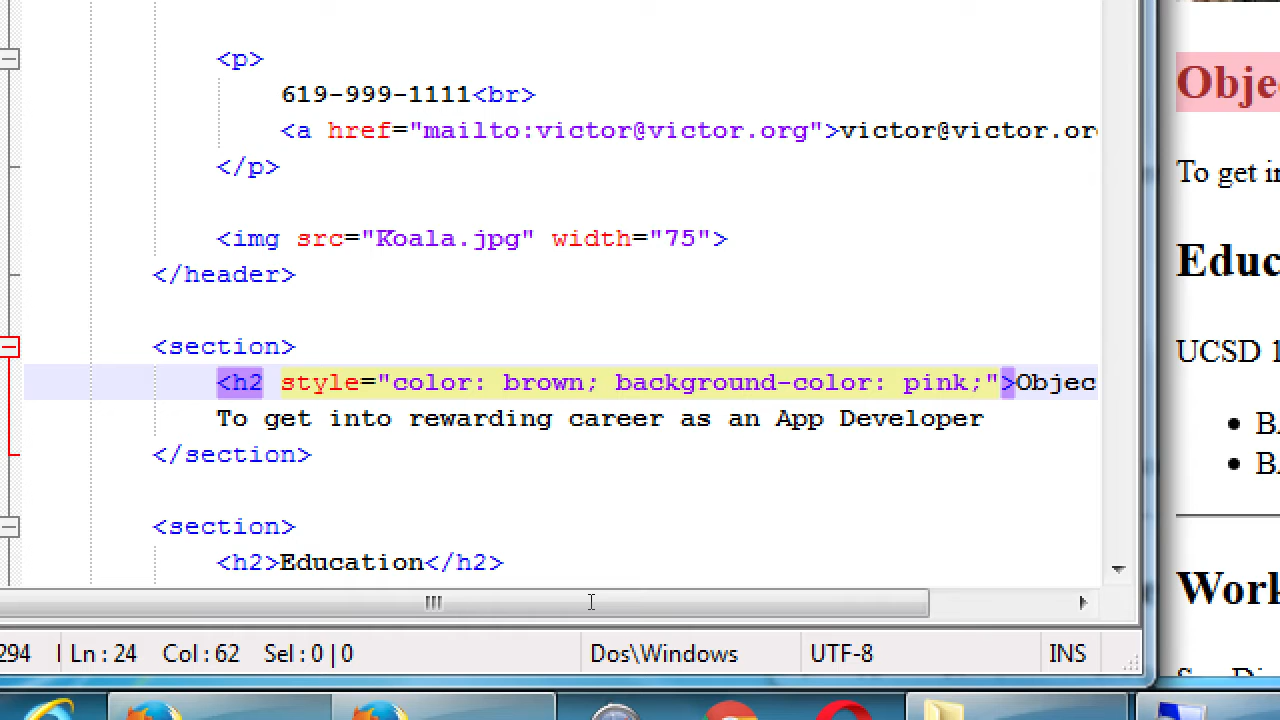 <p>
619-999-1111<br>
<a href="mailto:victor@victor.org">victor@victor.or
</p>
<img src="Koala.jpg" width="75">
</header>
<section>
<h2 style="color: brown; background-color: pink;">Objec
To get into rewarding career as an App Developer
</section>
<section>
<h2>Education</h2>
294 Ln : 24 Col : 62 Sel : 0 | 0 Dos\Windows UTF-8 INS
Obje
To get i
Educ
UCSD 1
B
B
Work